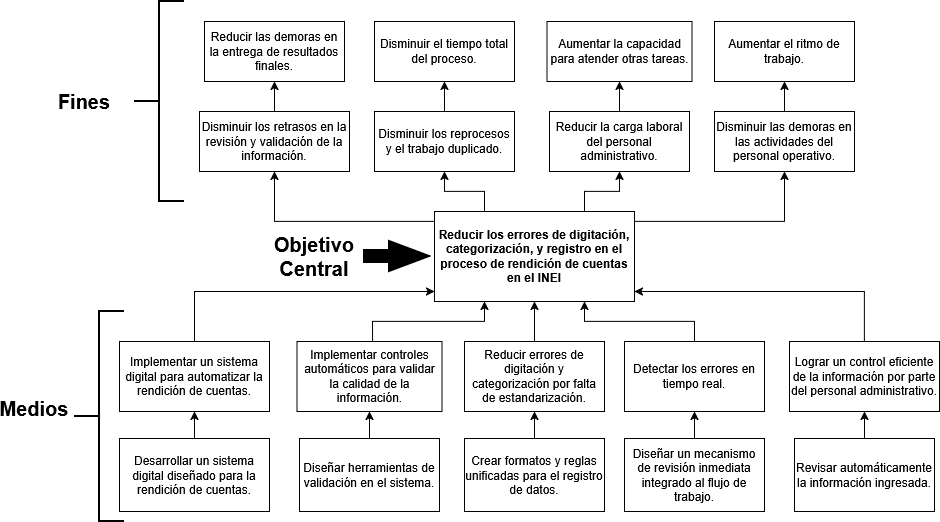 Fines
Reducir las demoras en
la entrega de resultados
finales.
Disminuir el tiempo total
del proceso.
Aumentar la capacidad
para atender otras tareas.
Aumentar el ritmo de
trabajo.
Disminuir los retrasos en la
revisión y validación de la
información.
Disminuir los reprocesos
y el trabajo duplicado.
Reducir la carga laboral
del personal
administrativo.
Disminuir las demoras en
las actividades del
personal operativo.
Objetivo
Central
Reducir los errores de digitación,
categorización, y registro en el
proceso de rendición de cuentas
en el INEI
Medios
Implementar un sistema
digital para automatizar la
rendición de cuentas.
Implementar controles
automáticos para validar
la calidad de la
información.
Reducir errores de
digitación y
categorización por falta
de estandarización.
Detectar los errores en
tiempo real.
Lograr un control eficiente
de la información por parte
del personal administrativo.
Desarrollar un sistema
digital diseñado para la
rendición de cuentas.
Diseñar herramientas de
validación en el sistema.
Crear formatos y reglas
unificadas para el registro
de datos.
Diseñar un mecanismo
de revisión inmediata
integrado al flujo de
trabajo.
Revisar automáticamente
la información ingresada.